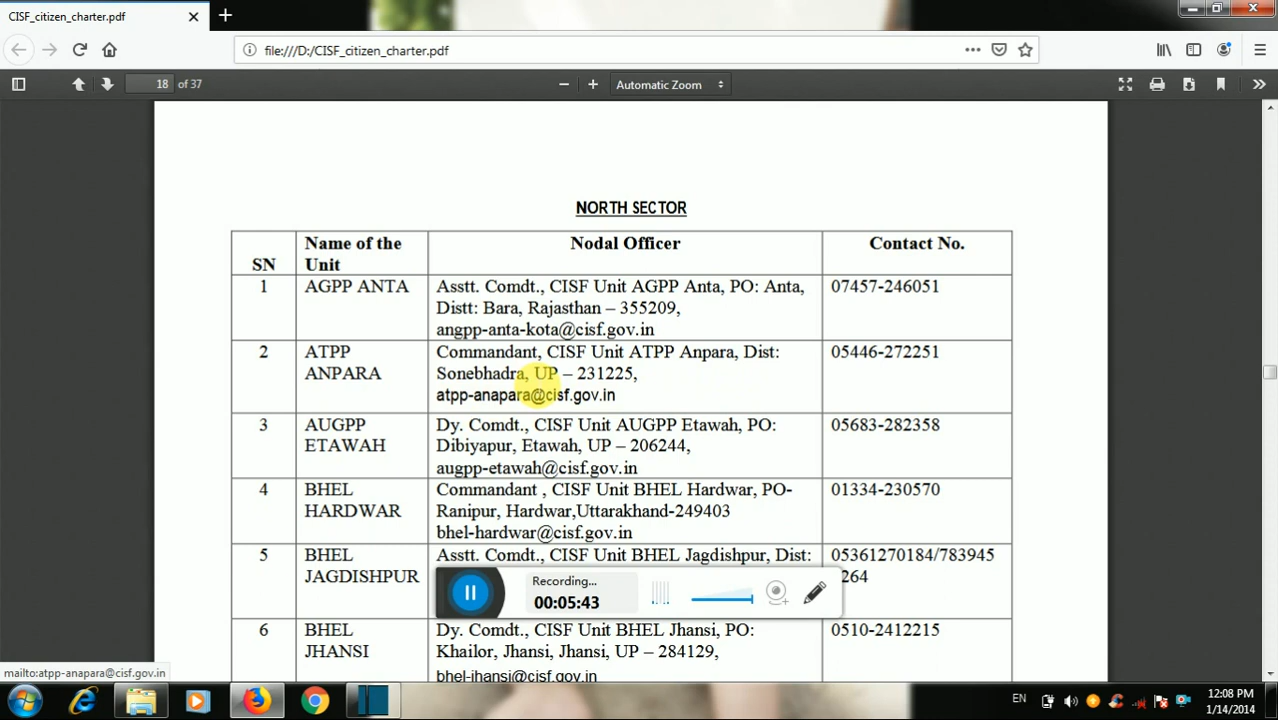 CISF_citizen_charter.pdf
file:///D:/CISF_citizen_charter.pdf
18 of 37
Automatic Zoom
NORTH SECTOR
SN Name of the Unit Nodal Officer Contact No.
1 AGPP ANTA Asstt. Comdt., CISF Unit AGPP Anta, PO: Anta, 07457-246051
Distt: Bara, Rajasthan – 355209,
angpp-anta-kota@cisf.gov.in
2 ATPP Commandant, CISF Unit ATPP Anpara, Dist: 05446-272251
ANPARA Sonebhadra, UP – 231225,
atpp-anapara@cisf.gov.in
3 AUGPP Dy. Comdt., CISF Unit AUGPP Etawah, PO: 05683-282358
ETAWAH Dibiyapur, Etawah, UP – 206244,
augpp-etawah@cisf.gov.in
4 BHEL Commandant , CISF Unit BHEL Hardwar, PO- 01334-230570
HARDWAR Ranipur, Hardwar,Uttarakhand-249403
bhel-hardwar@cisf.gov.in
5 BHEL Asstt. Comdt., CISF Unit BHEL Jagdishpur, Dist: 05361270184/783945
JAGDISHPUR 264
Recording...
00:05:43
6 BHEL Dy. Comdt., CISF Unit BHEL Jhansi, PO: 0510-2412215
JHANSI Khailor, Jhansi, Jhansi, UP – 284129,
bhel-jhansi@cisf.gov.in
mailto:atpp-anapara@cisf.gov.in
EN
12:08 PM
1/14/2014